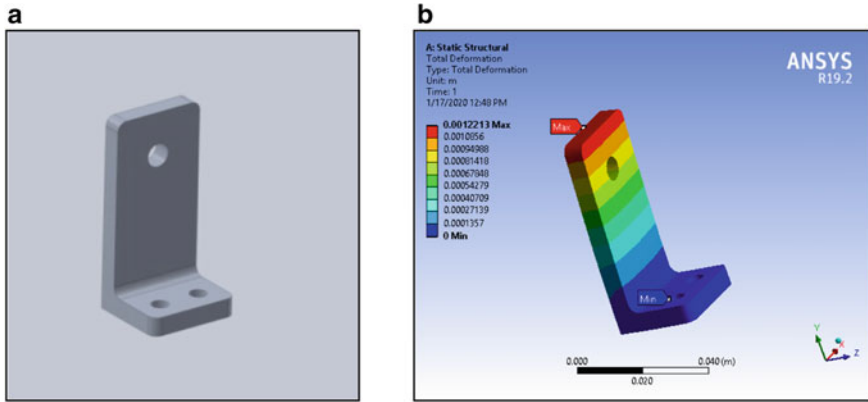 a
b
A: Static Structural
Total Deformation
Type: Total Deformation
Unit: m
Time: 1
1/17/2020 12:48 PM
ANSYS
R19.2
0.0012213 Max
0.0010856
0.00094988
0.00081418
0.00067848
0.00054279
0.00040709
0.00027139
0.0001357
0 Min
Max
Min
0.000
0.040 (m)
0.020
Y
X
Z